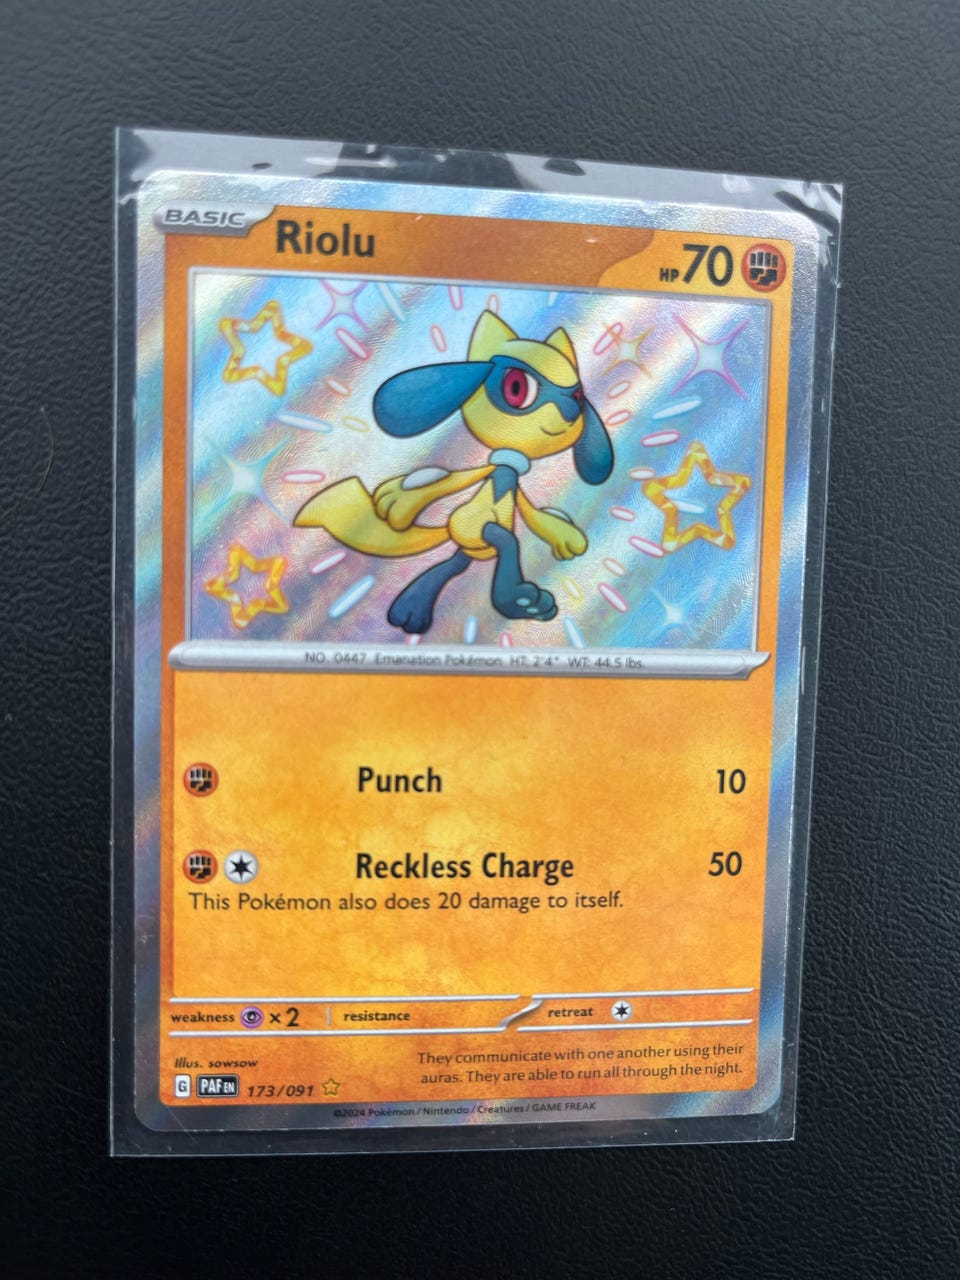 BASIC
Riolu
HP 70
NO. 0447 Emanation Pokémon HT: 2'4" WT: 44.5 lbs.
Punch 10
Reckless Charge 50
This Pokémon also does 20 damage to itself.
weakness ×2 resistance retreat
Illus. sowsow
They communicate with one another using their
auras. They are able to run all through the night.
G PAF EN 173/091
©2024 Pokémon / Nintendo / Creatures / GAME FREAK